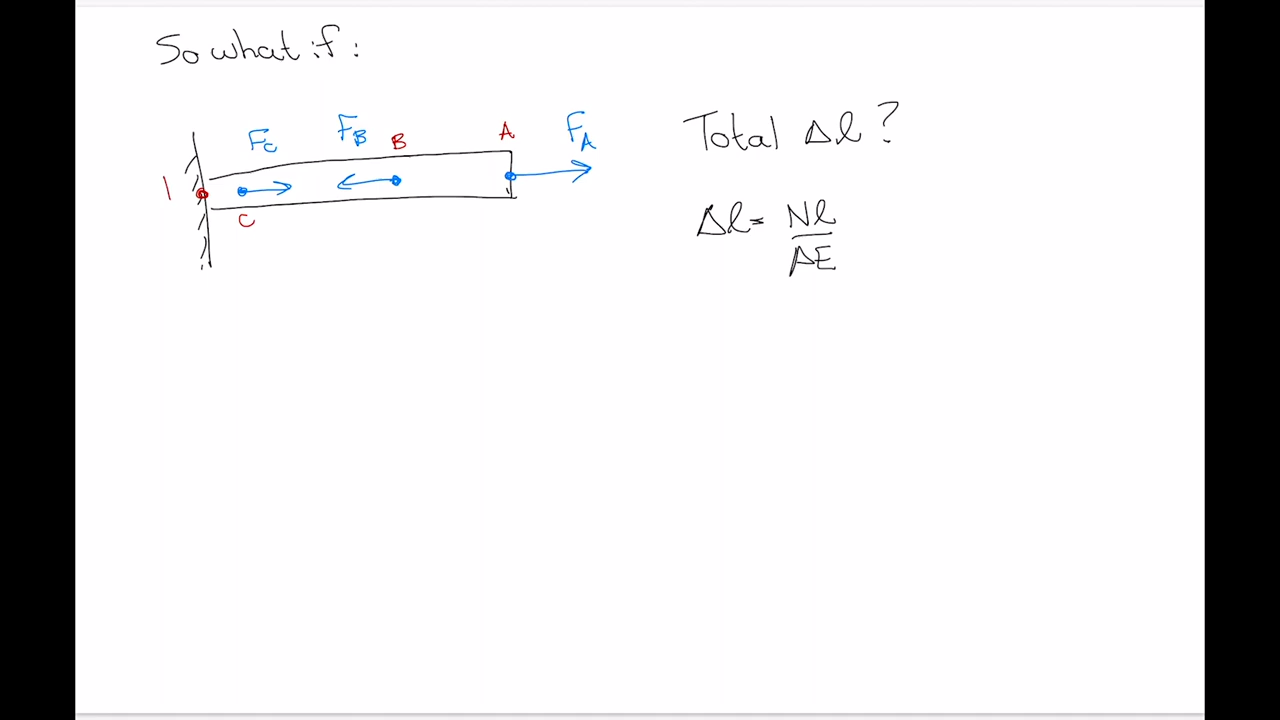 So what if:
F_C F_B B A F_A
1
C
Total Δl?
Δl = Nl/AE